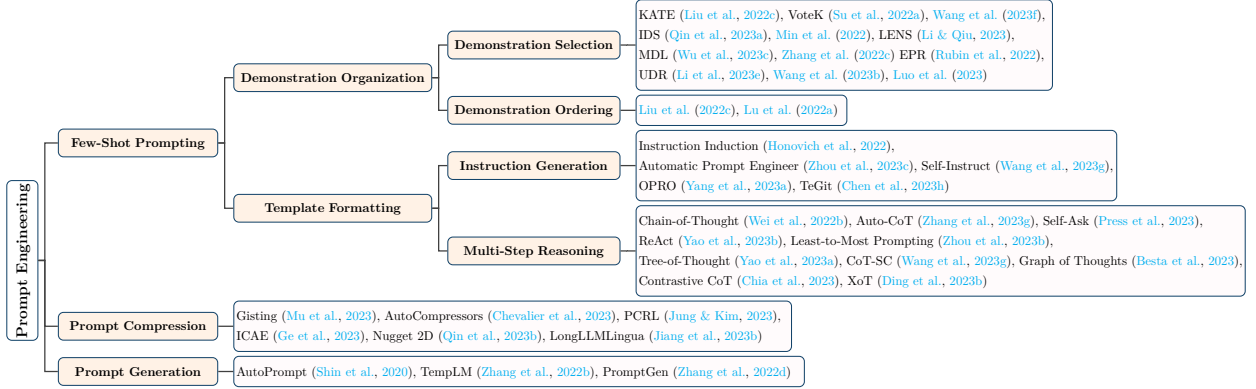 Prompt Engineering
Few-Shot Prompting
Demonstration Organization
Demonstration Selection
KATE (Liu et al., 2022c), VoteK (Su et al., 2022a), Wang et al. (2023f),
IDS (Qin et al., 2023a), Min et al. (2022), LENS (Li & Qiu, 2023),
MDL (Wu et al., 2023c), Zhang et al. (2022c) EPR (Rubin et al., 2022),
UDR (Li et al., 2023e), Wang et al. (2023b), Luo et al. (2023)
Demonstration Ordering
Liu et al. (2022c), Lu et al. (2022a)
Template Formatting
Instruction Generation
Instruction Induction (Honovich et al., 2022),
Automatic Prompt Engineer (Zhou et al., 2023c), Self-Instruct (Wang et al., 2023g),
OPRO (Yang et al., 2023a), TeGit (Chen et al., 2023h)
Multi-Step Reasoning
Chain-of-Thought (Wei et al., 2022b), Auto-CoT (Zhang et al., 2023g), Self-Ask (Press et al., 2023),
ReAct (Yao et al., 2023b), Least-to-Most Prompting (Zhou et al., 2023b),
Tree-of-Thought (Yao et al., 2023a), CoT-SC (Wang et al., 2023g), Graph of Thoughts (Besta et al., 2023),
Contrastive CoT (Chia et al., 2023), XoT (Ding et al., 2023b)
Prompt Compression
Gisting (Mu et al., 2023), AutoCompressors (Chevalier et al., 2023), PCRL (Jung & Kim, 2023),
ICAE (Ge et al., 2023), Nugget 2D (Qin et al., 2023b), LongLLMLingua (Jiang et al., 2023b)
Prompt Generation
AutoPrompt (Shin et al., 2020), TempLM (Zhang et al., 2022b), PromptGen (Zhang et al., 2022d)